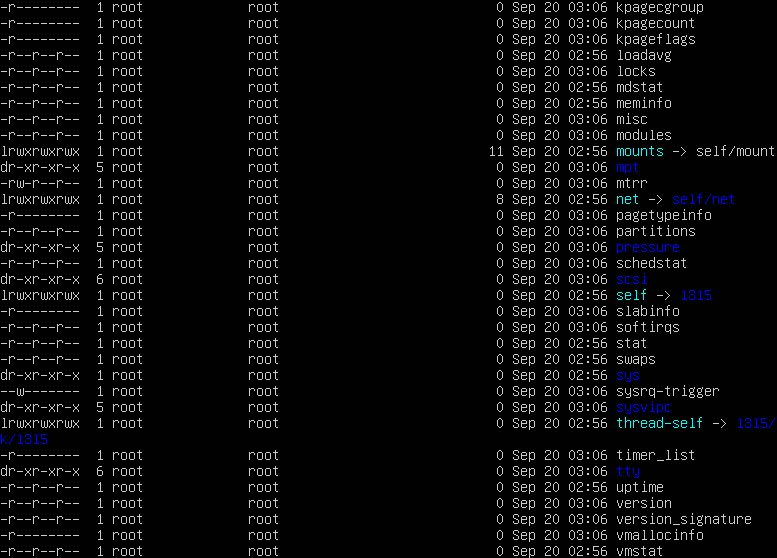 -r-------- 1 root root 0 Sep 20 03:06 kpagecgroup
-r-------- 1 root root 0 Sep 20 03:06 kpagecount
-r-------- 1 root root 0 Sep 20 03:06 kpageflags
-r--r--r-- 1 root root 0 Sep 20 02:56 loadavg
-r--r--r-- 1 root root 0 Sep 20 03:06 locks
-r--r--r-- 1 root root 0 Sep 20 02:56 mdstat
-r--r--r-- 1 root root 0 Sep 20 02:56 meminfo
-r--r--r-- 1 root root 0 Sep 20 03:06 misc
-r--r--r-- 1 root root 0 Sep 20 03:06 modules
lrwxrwxrwx 1 root root 11 Sep 20 02:56 mounts -> self/mount
dr-xr-xr-x 5 root root 0 Sep 20 03:06 mpt
-rw-r--r-- 1 root root 0 Sep 20 03:06 mtrr
lrwxrwxrwx 1 root root 8 Sep 20 02:56 net -> self/net
-r-------- 1 root root 0 Sep 20 03:06 pagetypeinfo
-r--r--r-- 1 root root 0 Sep 20 03:06 partitions
dr-xr-xr-x 5 root root 0 Sep 20 03:06 pressure
-r--r--r-- 1 root root 0 Sep 20 03:06 schedstat
dr-xr-xr-x 6 root root 0 Sep 20 03:06 scsi
lrwxrwxrwx 1 root root 0 Sep 20 02:56 self -> 1315
-r-------- 1 root root 0 Sep 20 03:06 slabinfo
-r--r--r-- 1 root root 0 Sep 20 03:06 softirqs
-r--r--r-- 1 root root 0 Sep 20 02:56 stat
-r--r--r-- 1 root root 0 Sep 20 02:56 swaps
dr-xr-xr-x 1 root root 0 Sep 20 02:56 sys
--w------- 1 root root 0 Sep 20 03:06 sysrq-trigger
dr-xr-xr-x 5 root root 0 Sep 20 03:06 sysvipc
lrwxrwxrwx 1 root root 0 Sep 20 02:56 thread-self -> 1315/
k/1315
-r-------- 1 root root 0 Sep 20 03:06 timer_list
dr-xr-xr-x 6 root root 0 Sep 20 03:06 tty
-r--r--r-- 1 root root 0 Sep 20 02:56 uptime
-r--r--r-- 1 root root 0 Sep 20 03:06 version
-r--r--r-- 1 root root 0 Sep 20 03:06 version_signature
-r-------- 1 root root 0 Sep 20 03:06 vmallocinfo
-r--r--r-- 1 root root 0 Sep 20 03:06 vmstat